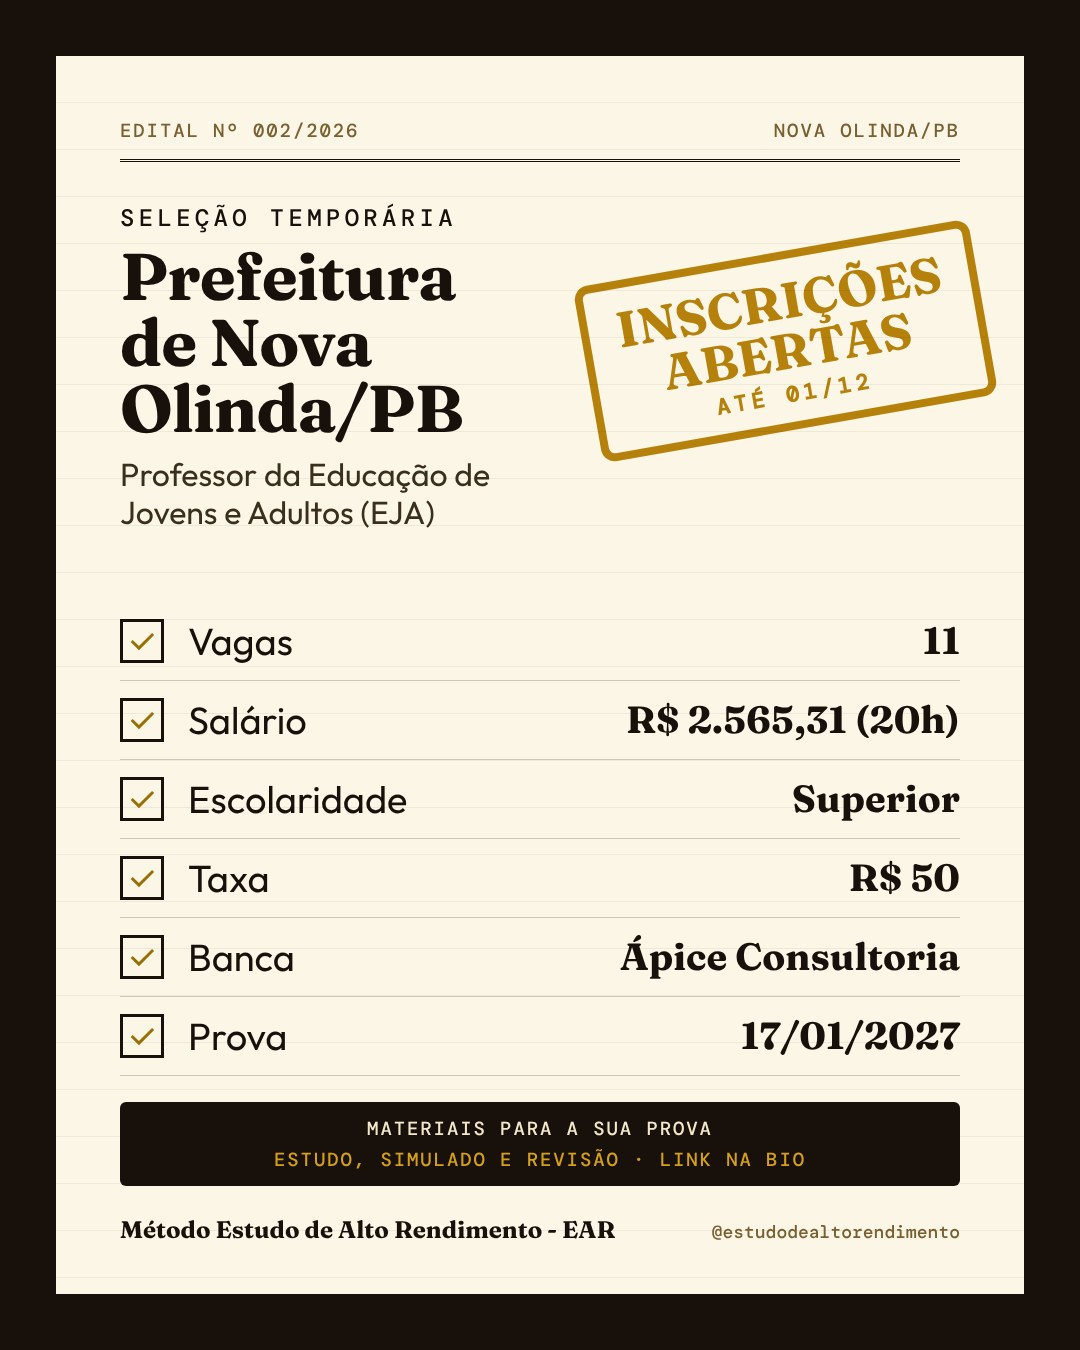 EDITAL Nº 002/2026
NOVA OLINDA/PB
SELEÇÃO TEMPORÁRIA
Prefeitura
de Nova
Olinda/PB
Professor da Educação de
Jovens e Adultos (EJA)
INSCRIÇÕES
ABERTAS
ATÉ 01/12
Vagas 11
Salário R$ 2.565,31 (20h)
Escolaridade Superior
Taxa R$ 50
Banca Ápice Consultoria
Prova 17/01/2027
MATERIAIS PARA A SUA PROVA
ESTUDO, SIMULADO E REVISÃO · LINK NA BIO
Método Estudo de Alto Rendimento - EAR
@estudodealtorendimento